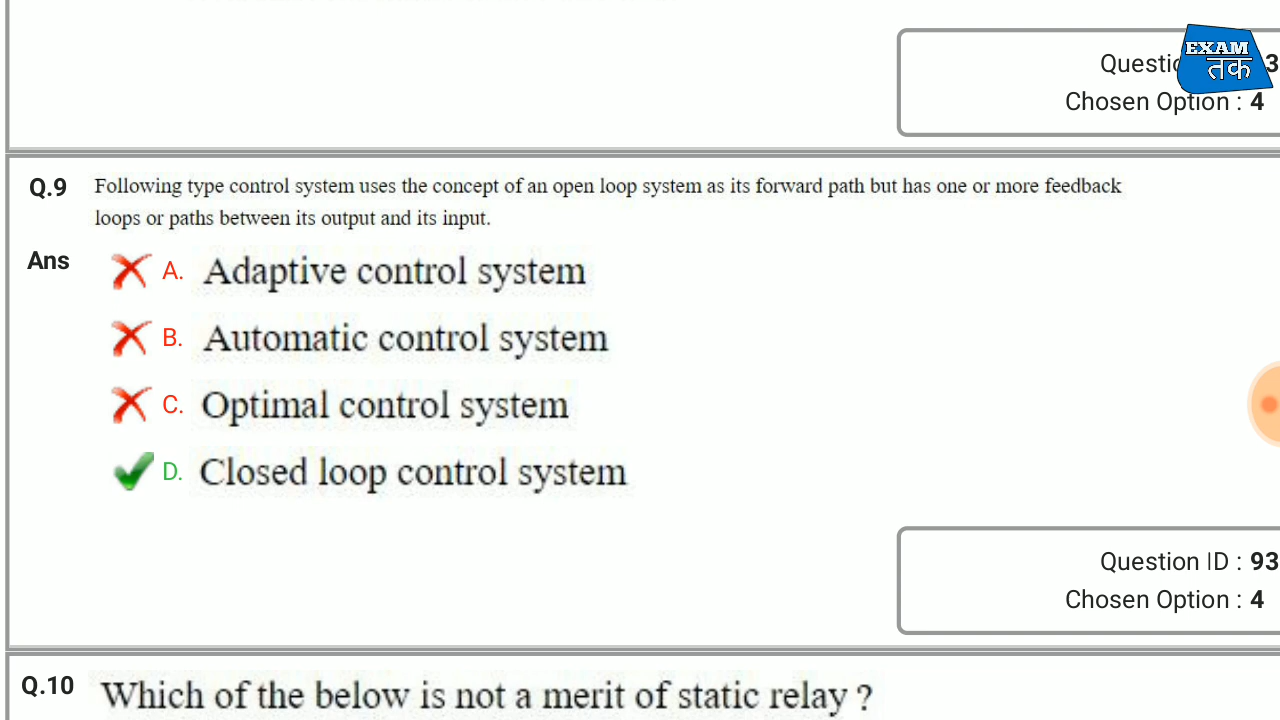 EXAM
तक
3
Chosen Option : 4
Q.9 Following type control system uses the concept of an open loop system as its forward path but has one or more feedback
loops or paths between its output and its input.
Ans
A. Adaptive control system
B. Automatic control system
C. Optimal control system
D. Closed loop control system
Question ID : 93
Chosen Option : 4
Q.10 Which of the below is not a merit of static relay ?